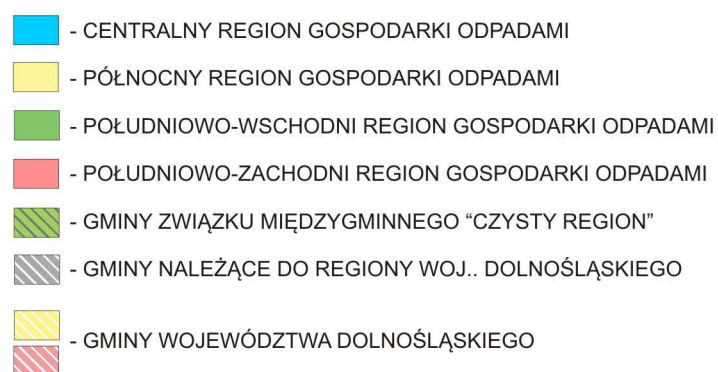 - CENTRALNY REGION GOSPODARKI ODPADAMI
- PÓŁNOCNY REGION GOSPODARKI ODPADAMI
- POŁUDNIOWO-WSCHODNI REGION GOSPODARKI ODPADAMI
- POŁUDNIOWO-ZACHODNI REGION GOSPODARKI ODPADAMI
- GMINY ZWIĄZKU MIĘDZYGMINNEGO “CZYSTY REGION”
- GMINY NALEŻĄCE DO REGIONY WOJ.. DOLNOŚLĄSKIEGO
- GMINY WOJEWÓDZTWA DOLNOŚLĄSKIEGO